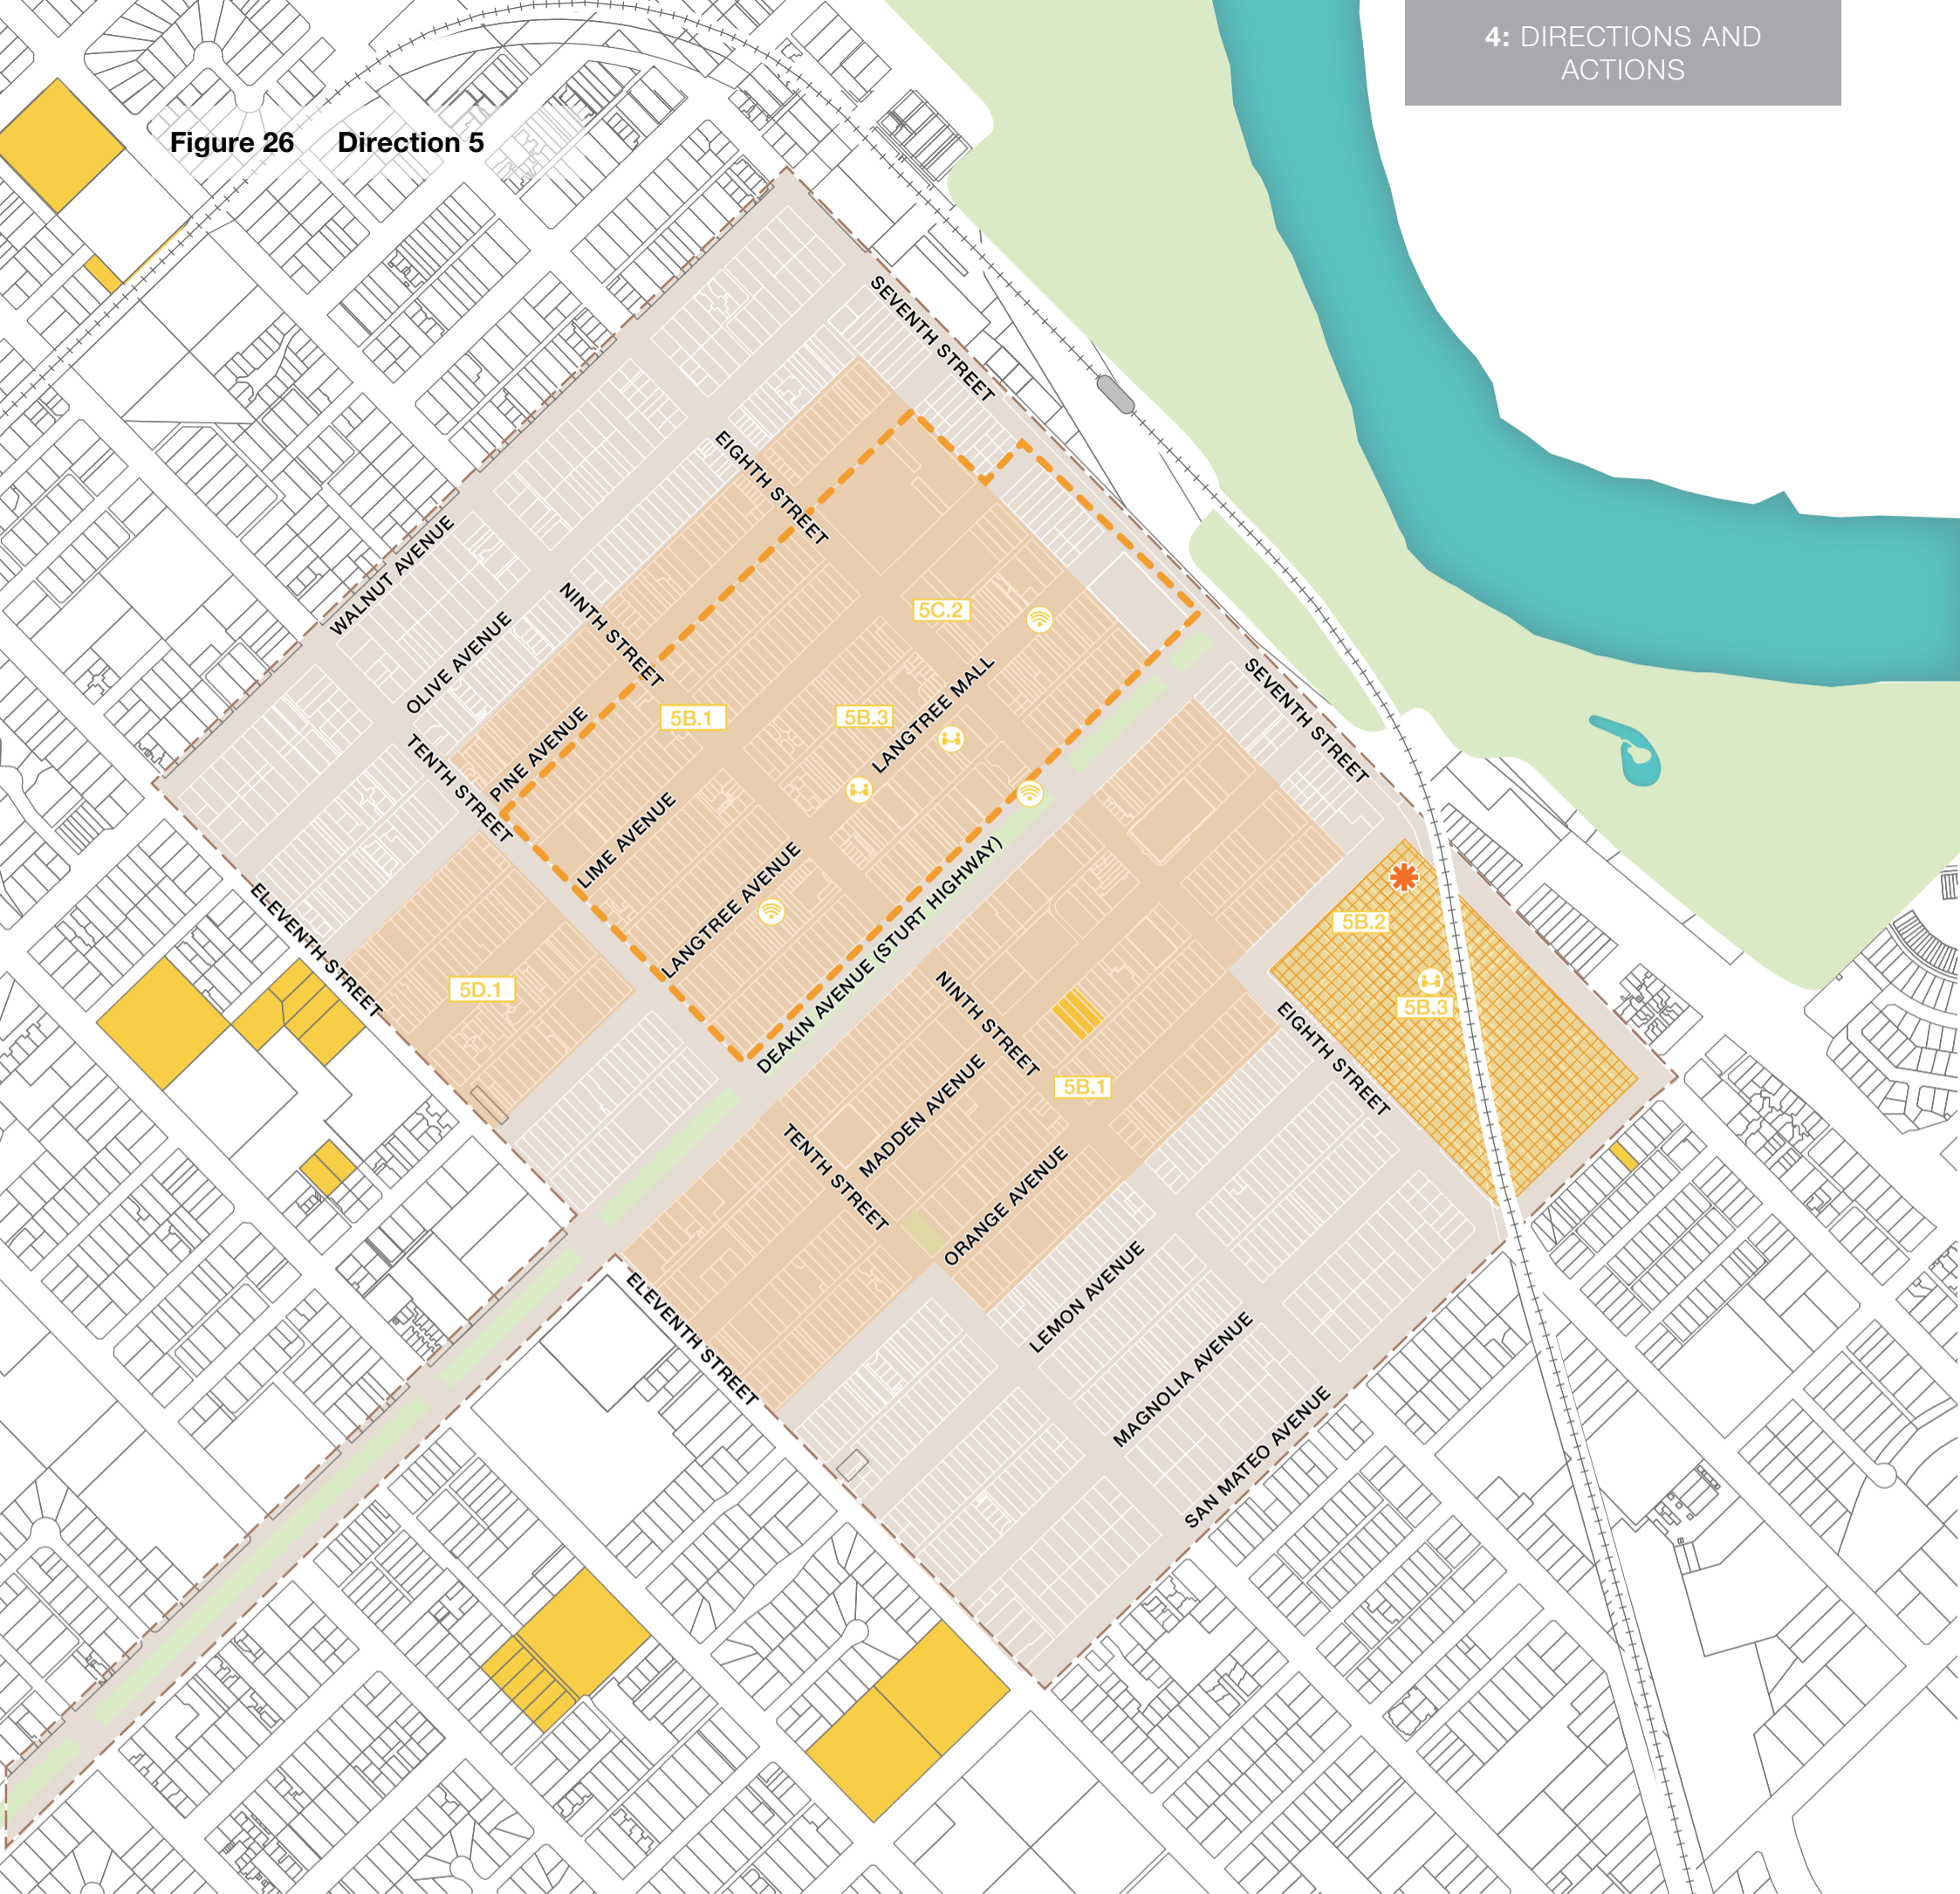 4: DIRECTIONS AND
ACTIONS
Figure 26 Direction 5
SEVENTH STREET
EIGHTH STREET
WALNUT AVENUE
NINTH STREET
5C.2
OLIVE AVENUE
LANGTREE MALL
SEVENTH STREET
5B.1
5B.3
PINE AVENUE
TENTH STREET
LIME AVENUE
LANGTREE AVENUE
DEAKIN AVENUE (STURT HIGHWAY)
ELEVENTH STREET
5B.2
5D.1
5B.3
NINTH STREET
EIGHTH STREET
5B.1
MADDEN AVENUE
TENTH STREET
ORANGE AVENUE
LEMON AVENUE
ELEVENTH STREET
MAGNOLIA AVENUE
SAN MATEO AVENUE